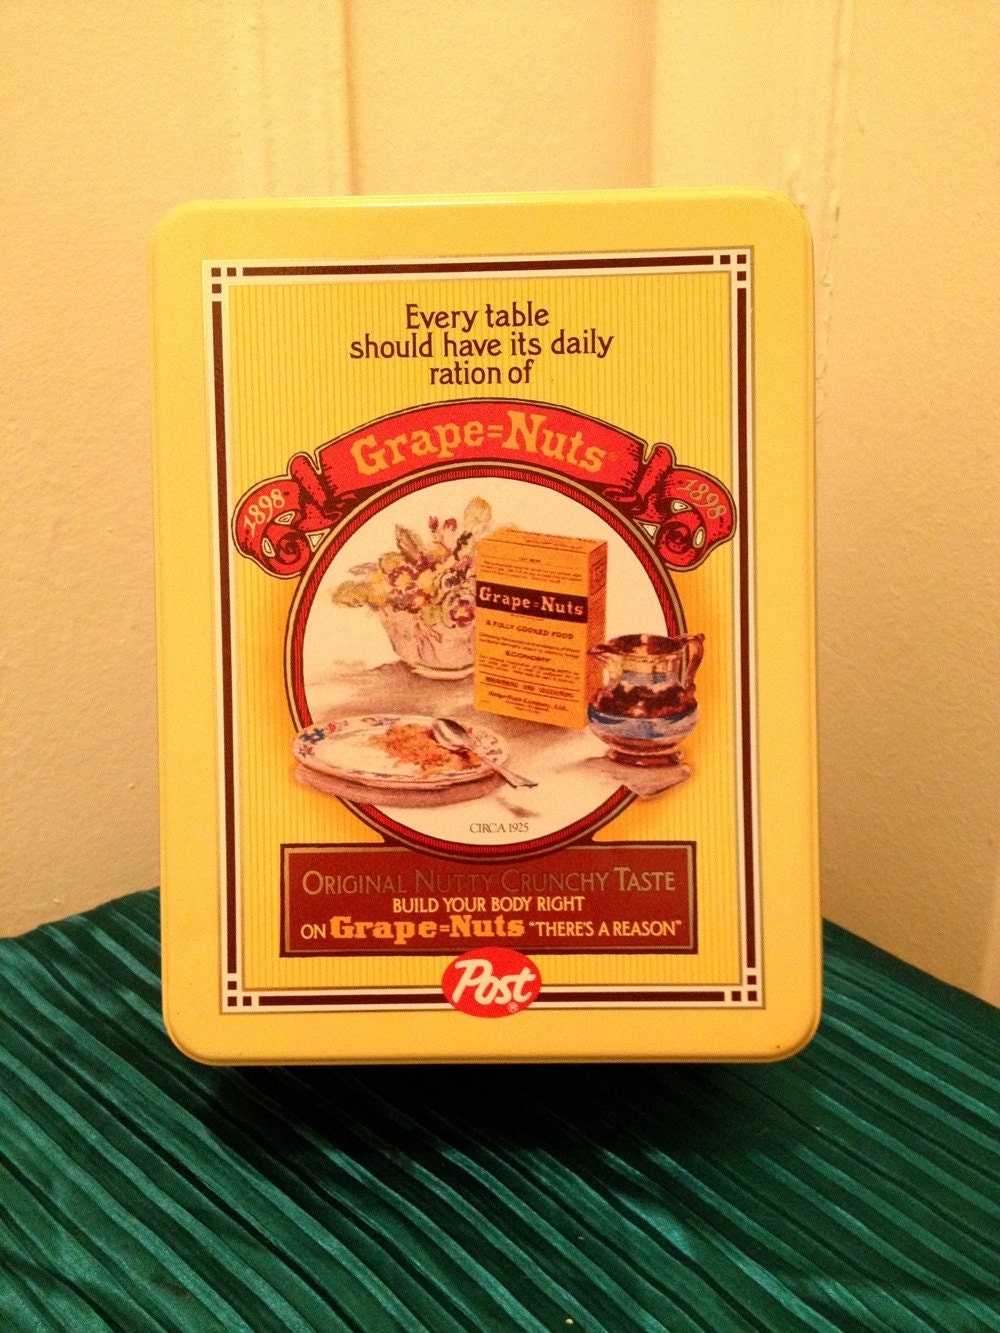 Every table
should have its daily
ration of
Grape=Nuts
1898
1898
Grape=Nuts
A FULLY COOKED FOOD
ECONOMY
CIRCA 1925
ORIGINAL NUTTY CRUNCHY TASTE
BUILD YOUR BODY RIGHT
ON Grape=Nuts "THERE'S A REASON"
Post